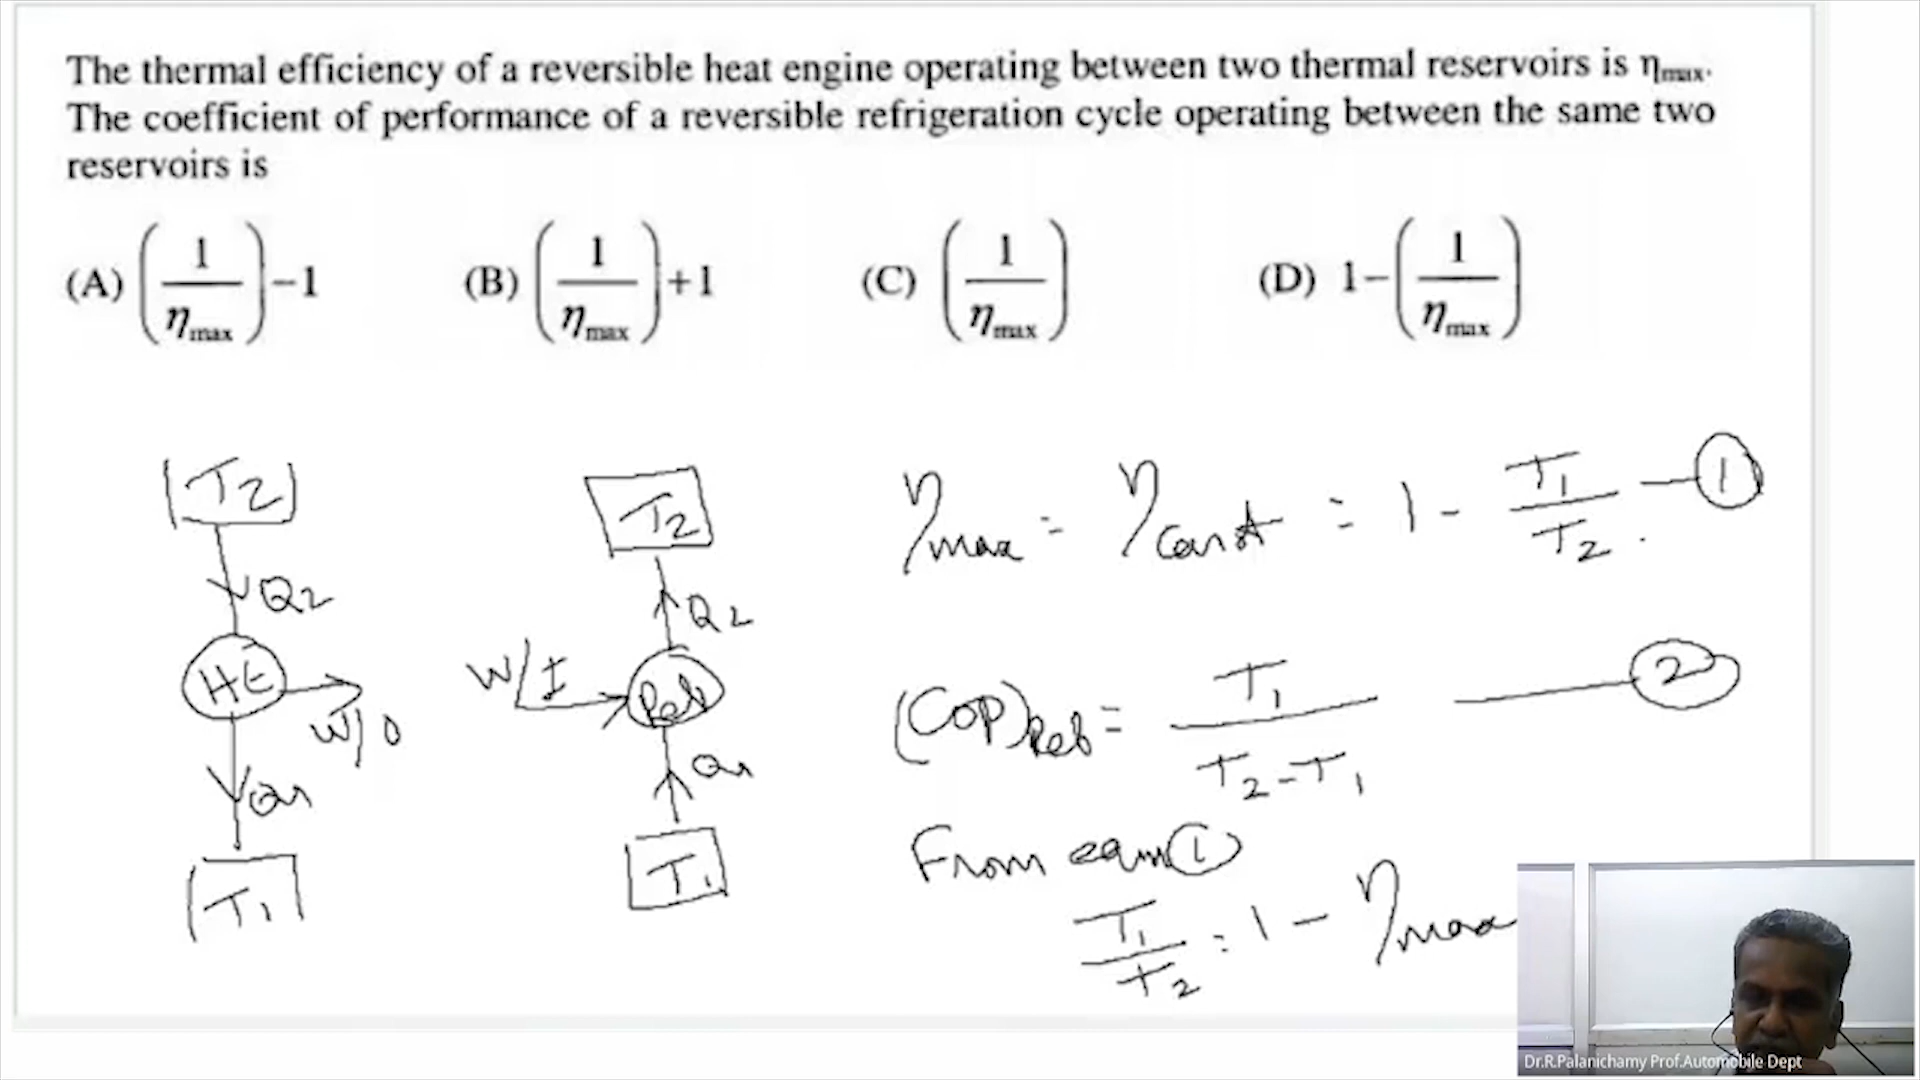 The thermal efficiency of a reversible heat engine operating between two thermal reservoirs is ηmax.
The coefficient of performance of a reversible refrigeration cycle operating between the same two
reservoirs is
(A) (1/ηmax)-1 (B) (1/ηmax)+1 (C) (1/ηmax) (D) 1-(1/ηmax)
T2
Q2
HE
W/O
Q1
T1
T2
Q2
W/I
Ref
Q1
T1
ηmax = ηCarnot = 1 - T1/T2. — ①
(COP)Ref = T1/(T2-T1) — ②
From eqn ①
T1/T2 = 1 - ηmax
Dr.R.Palanichamy Prof.Automobile Dept